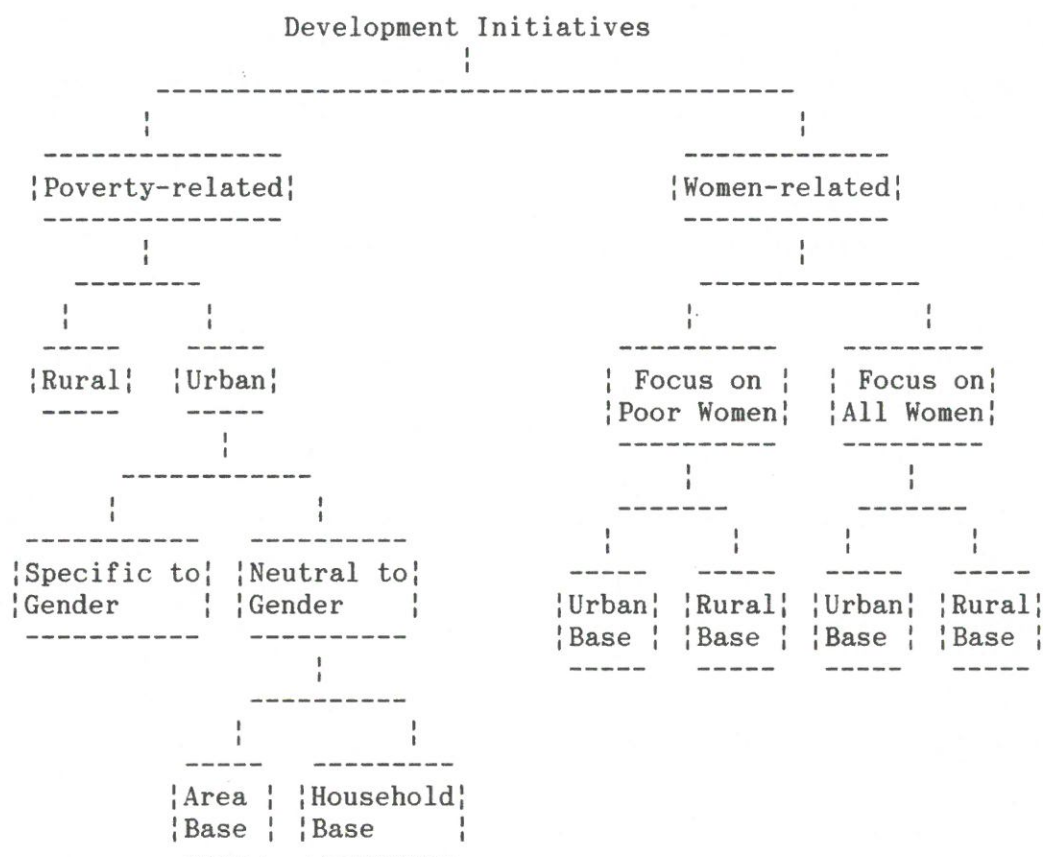 Development Initiatives
Poverty-related
Women-related
Rural
Urban
Focus on
Poor Women
Focus on
All Women
Specific to
Gender
Neutral to
Gender
Urban
Base
Rural
Base
Urban
Base
Rural
Base
Area
Base
Household
Base